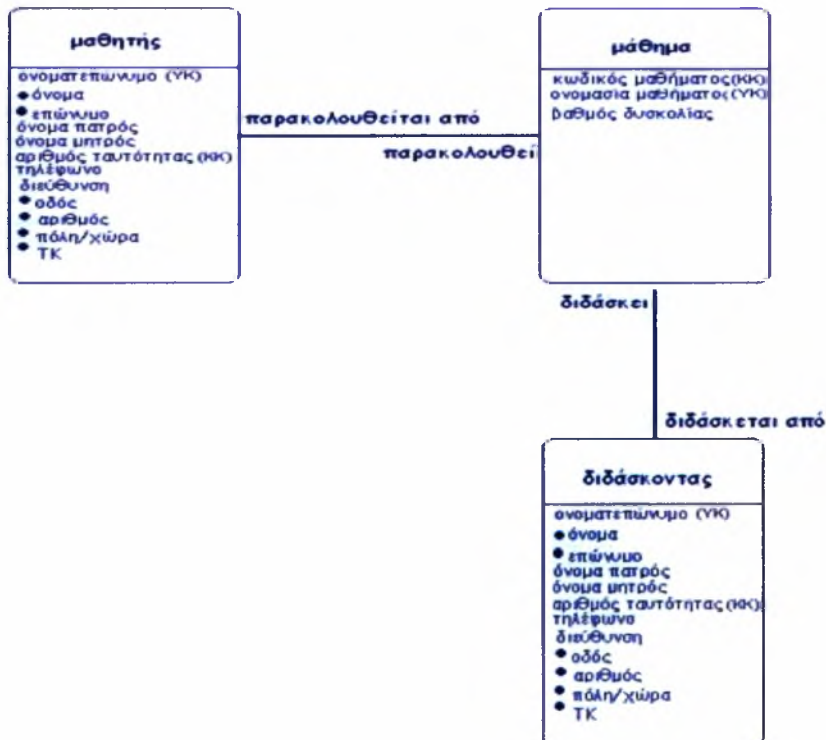 μαθητής
ονοματεπώνυμο (ΥΚ)
• όνομα
• επώνυμο
όνομα πατρός
όνομα μητρός
αριθμός ταυτότητας (ΚΚ)
τηλέφωνο
διεύθυνση
• οδός
• αριθμός
• πόλη/χώρα
• ΤΚ
παρακολουθείται από
παρακολουθεί
μάθημα
κωδικός μαθήματος(ΚΚ)
ονομασία μαθήματος(ΥΚ)
βαθμός δυσκολίας
διδάσκει
διδάσκεται από
διδάσκοντας
ονοματεπώνυμο (ΥΚ)
• όνομα
• επώνυμο
όνομα πατρός
όνομα μητρός
αριθμός ταυτότητας(ΚΚ)
τηλέφωνο
διεύθυνση
• οδός
• αριθμός
• πόλη/χώρα
• ΤΚ